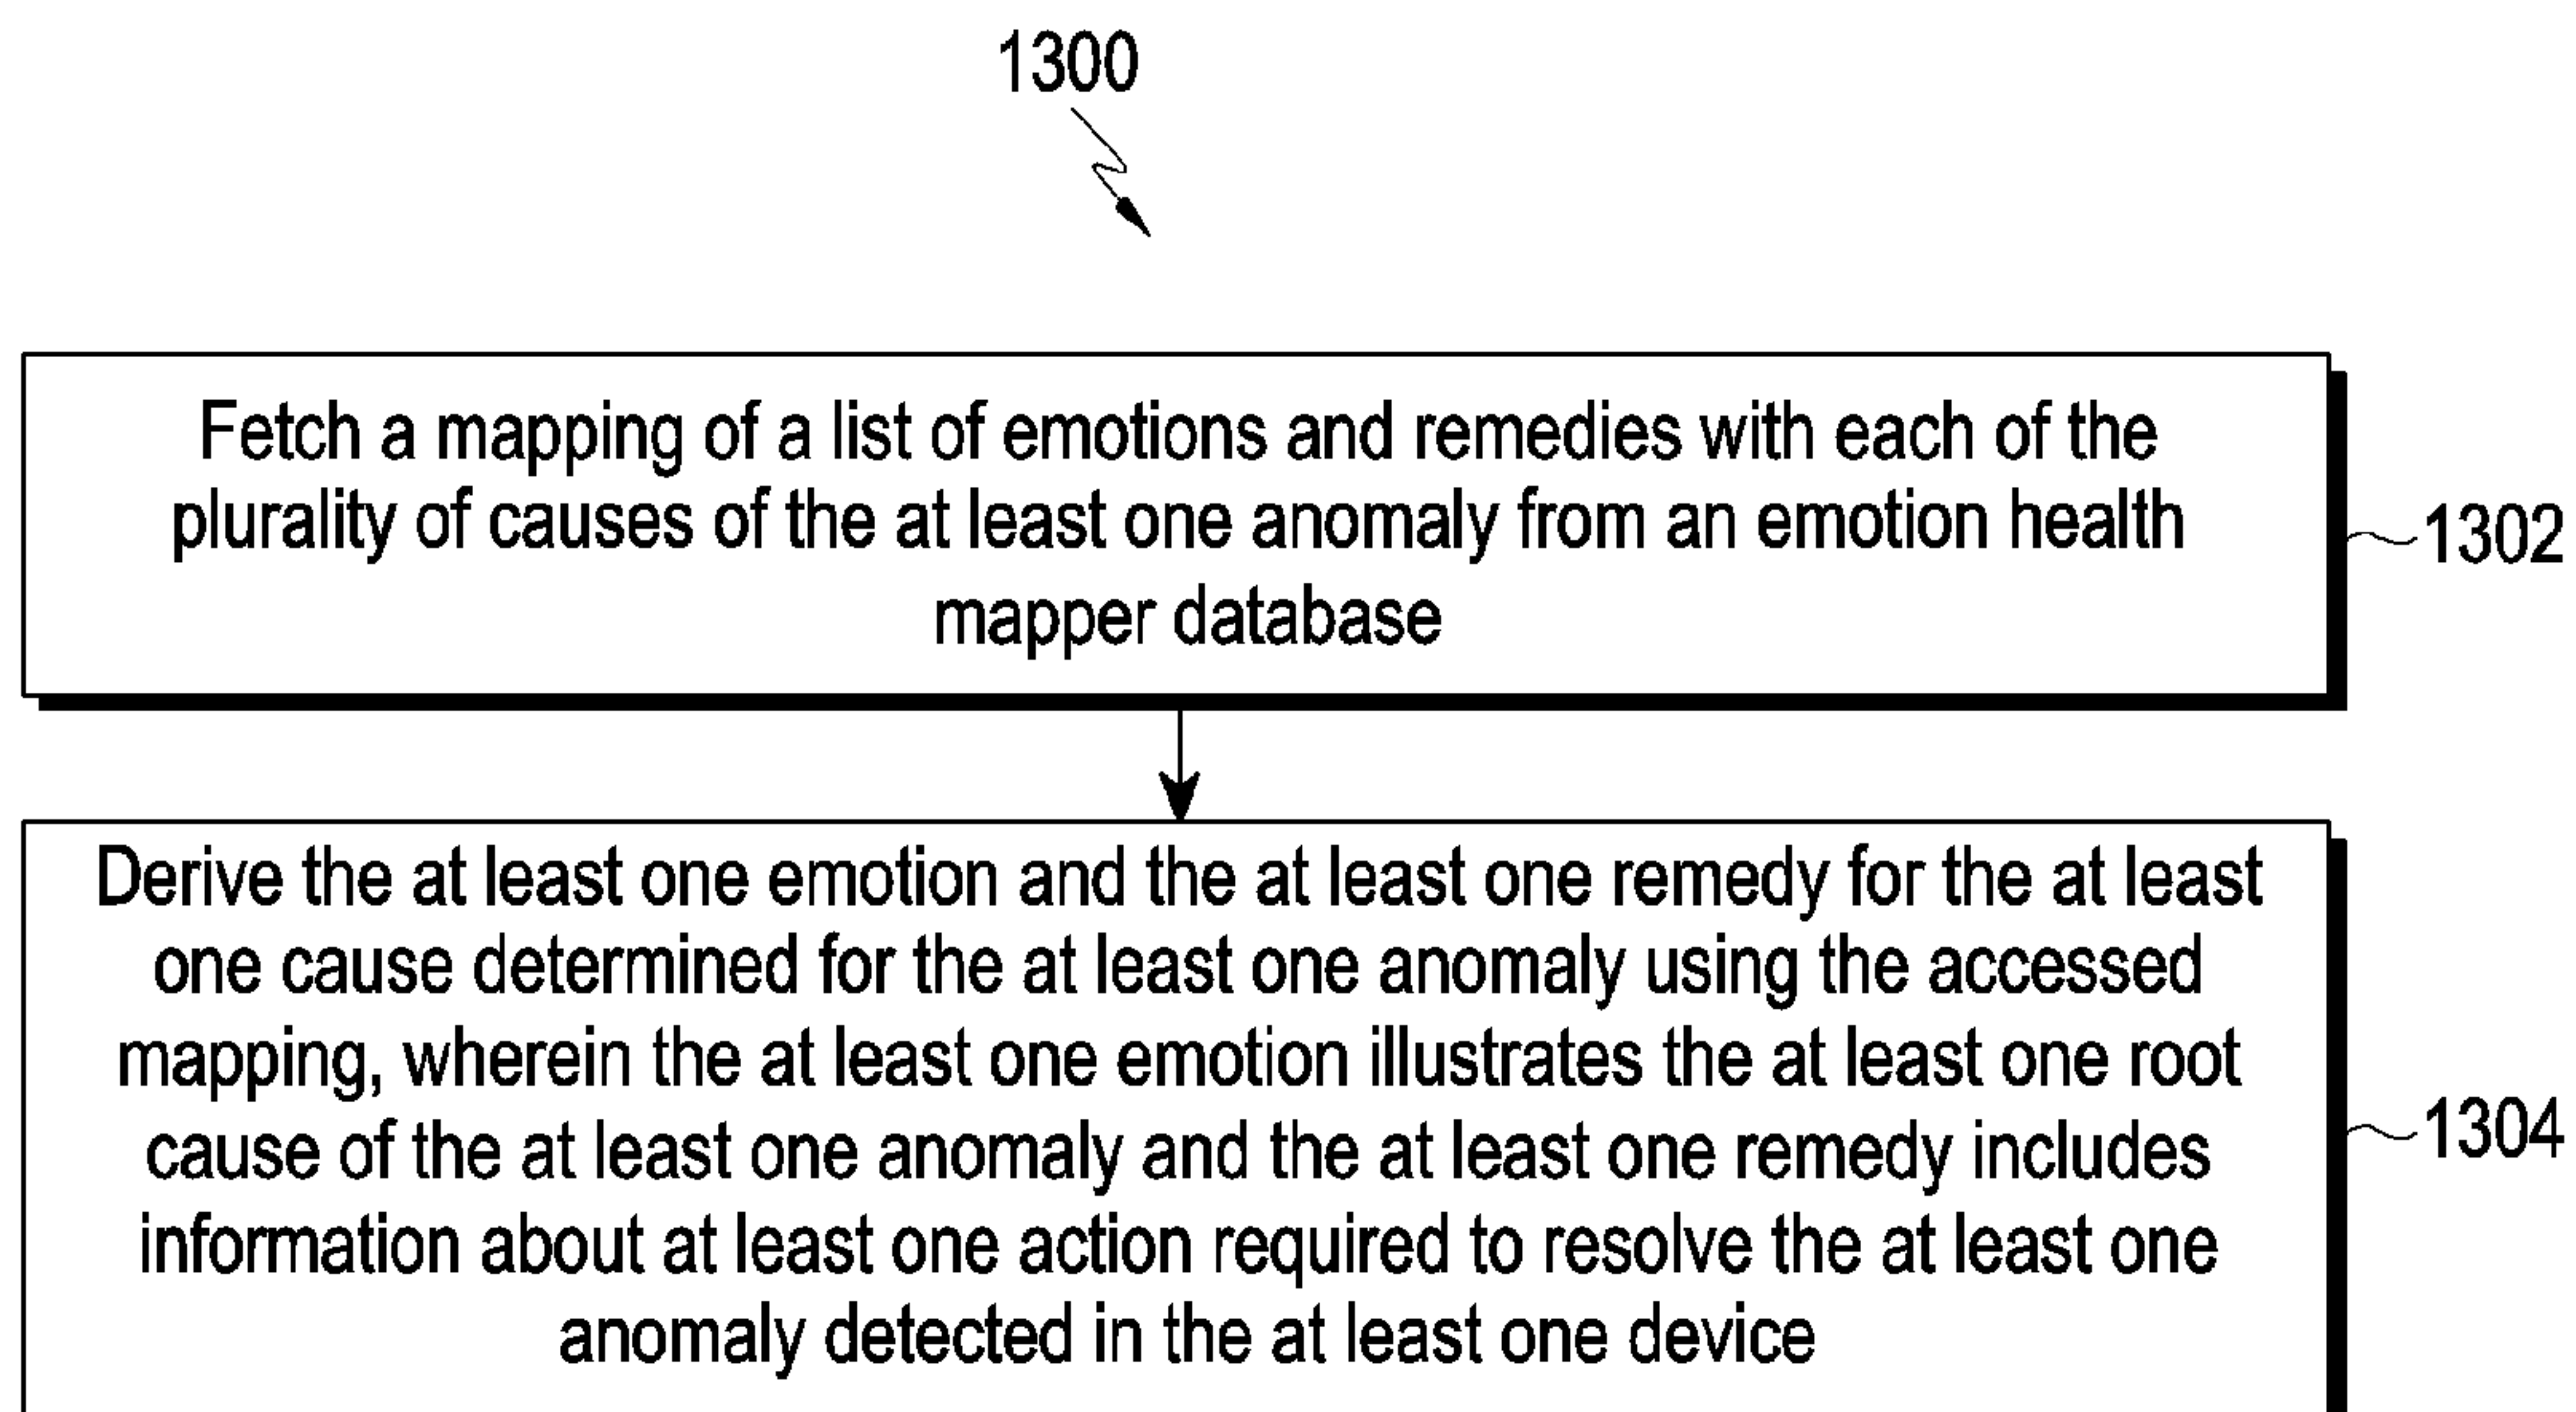 1300
Fetch a mapping of a list of emotions and remedies with each of the
plurality of causes of the at least one anomaly from an emotion health
mapper database
1302
Derive the at least one emotion and the at least one remedy for the at least
one cause determined for the at least one anomaly using the accessed
mapping, wherein the at least one emotion illustrates the at least one root
cause of the at least one anomaly and the at least one remedy includes
information about at least one action required to resolve the at least one
anomaly detected in the at least one device
1304